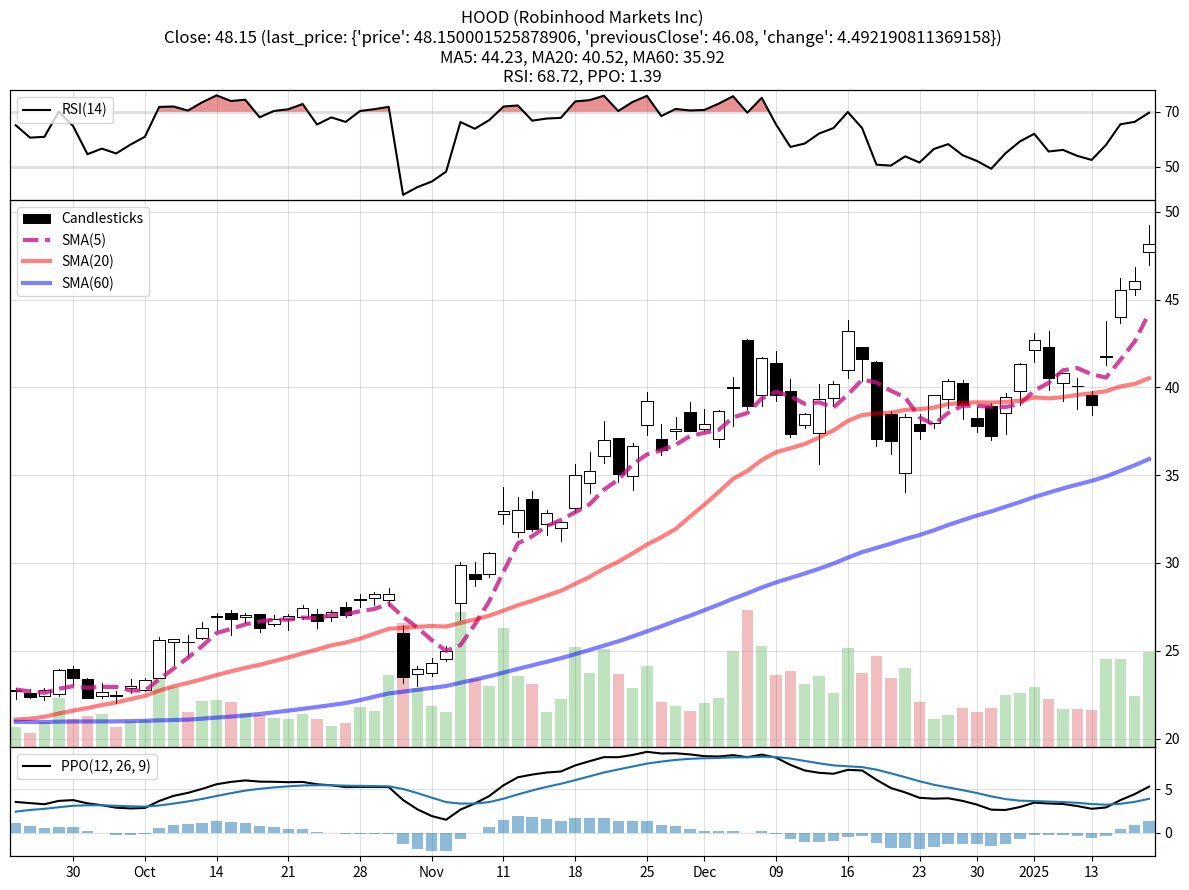 HOOD (Robinhood Markets Inc)
Close: 48.15 (last_price: {'price': 48.150001525878906, 'previousClose': 46.08, 'change': 4.492190811369158})
MA5: 44.23, MA20: 40.52, MA60: 35.92
RSI: 68.72, PPO: 1.39
RSI(14)
70
50
Candlesticks
SMA(5)
SMA(20)
SMA(60)
50
45
40
35
30
25
20
PPO(12, 26, 9)
5
0
30 Oct 14 21 28 Nov 11 18 25 Dec 09 16 23 30 2025 13